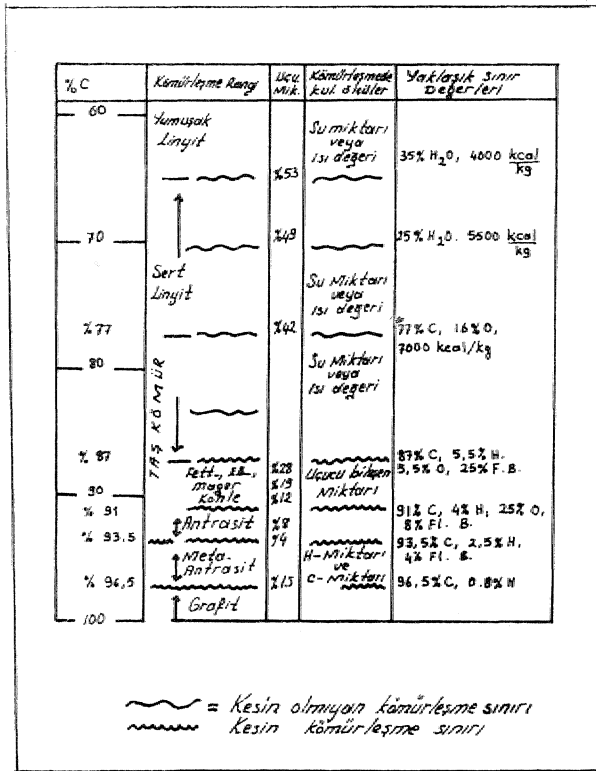 % C
Kömürleşme Rangı
Uçu. Mik.
Kömürleşmede kul. ölçüler
Yaklaşık Sınır Değerleri
60
Yumuşak
Linyit
Su miktarı
veya
ısı değeri
%53
35% H₂O, 4000 kcal/kg
70
%49
25% H₂O. 5500 kcal/kg
Sert
Linyit
Su Miktarı
veya
ısı değeri
% 77
%42
77% C, 16% O,
7000 kcal/kg
80
Su Miktarı
veya
ısı değeri
TAŞ KÖMÜR
% 87
87% C, 5,5% H.
5,5% O, 25% F.B.
Fett-,
mager
Kohle
%28
%19
%12
Uçucu bilşen
Miktarı
90
% 91
91% C, 4% H, 25% O,
8% Fl. B.
Antrasit
%8
% 93,5
%4
93,5% C, 2,5% H,
4% Fl. B.
Meta-
Antrasit
H-Miktarı
ve
C-Miktarı
% 96,5
%1,5
96,5% C, 0.8% H
Grafit
100
= Kesin olmıyan kömürleşme sınırı
Kesin kömürleşme sınırı